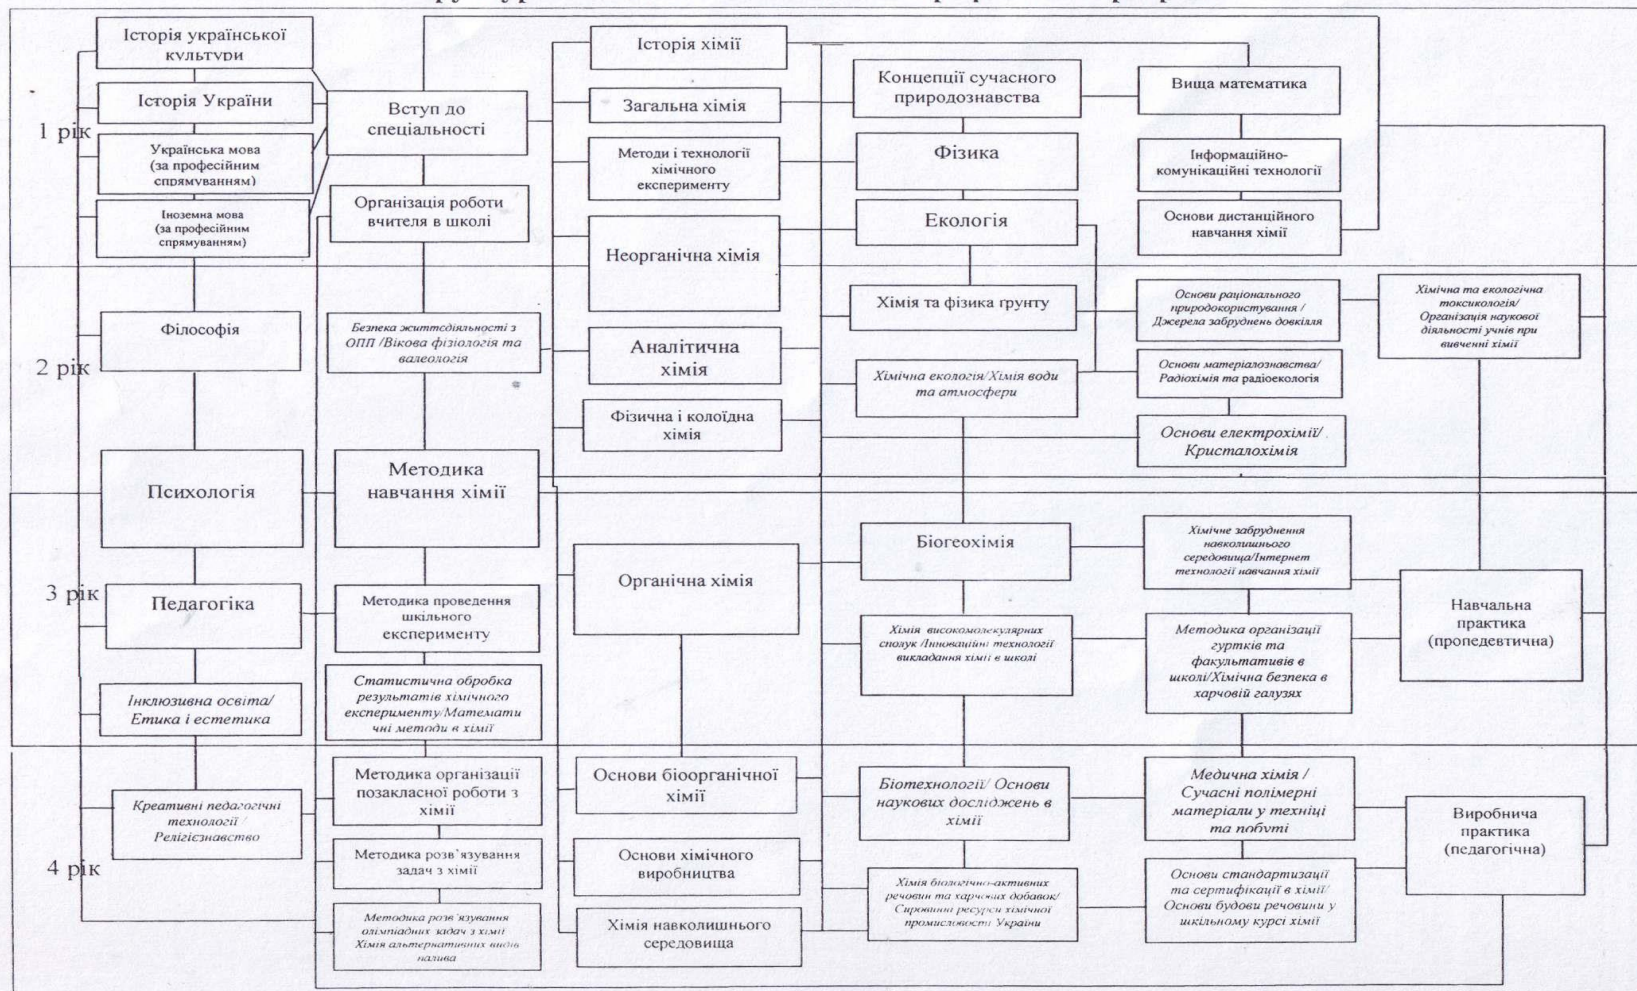 1 рік
Історія української
культури
Історія України
Українська мова
(за професійним
спрямуванням)
Іноземна мова
(за професійним
спрямуванням)
Вступ до
спеціальності
Організація роботи
вчителя в школі
Історія хімії
Загальна хімія
Методи і технології
хімічного
експерименту
Неорганічна хімія
Концепції сучасного
природознавства
Фізика
Екологія
Вища математика
Інформаційно-
комунікаційні технології
Основи дистанційного
навчання хімії
2 рік
Філософія
Безпека життєдіяльності з
ОПП /Вікова фізіологія та
валеологія
Аналітична
хімія
Фізична і колоїдна
хімія
Хімія та фізика ґрунту
Хімічна екологія/Хімія води
та атмосфери
Основи раціонального
природокористування /
Джерела забруднень довкілля
Основи матеріалознавства/
Радіохімія та радіоекологія
Основи електрохімії/
Кристалохімія
Хімічна та екологічна
токсикологія/
Організація наукової
діяльності учнів при
вивченні хімії
Психологія
Методика
навчання хімії
3 рік
Педагогіка
Інклюзивна освіта/
Етика і естетика
Методика проведення
шкільного
експерименту
Статистична обробка
результатів хімічного
експерименту/Математи
чні методи в хімії
Органічна хімія
Біогеохімія
Хімія високомолекулярних
сполук /Інноваційні технології
викладання хімії в школі
Хімічне забруднення
навколишнього
середовища/Інтернет
технології навчання хімії
Методика організації
гуртків та
факультативів в
школі/Хімічна безпека в
харчовій галузях
Навчальна
практика
(пропедевтична)
4 рік
Креативні педагогічні
технології /
Релігієзнавство
Методика організації
позакласної роботи з
хімії
Методика розв’язування
задач з хімії
Методика розв’язування
олімпіадних задач з хімії
Хімія альтернативних видів
палива
Основи біоорганічної
хімії
Основи хімічного
виробництва
Хімія навколишнього
середовища
Біотехнології/ Основи
наукових досліджень в
хімії
Хімія біологічно-активних
речовин та харчових добавок/
Сировинні ресурси хімічної
промисловості України
Медична хімія /
Сучасні полімерні
матеріали у техніці
та побуті
Основи стандартизації
та сертифікації в хімії/
Основи будови речовини у
шкільному курсі хімії
Виробнича
практика
(педагогічна)